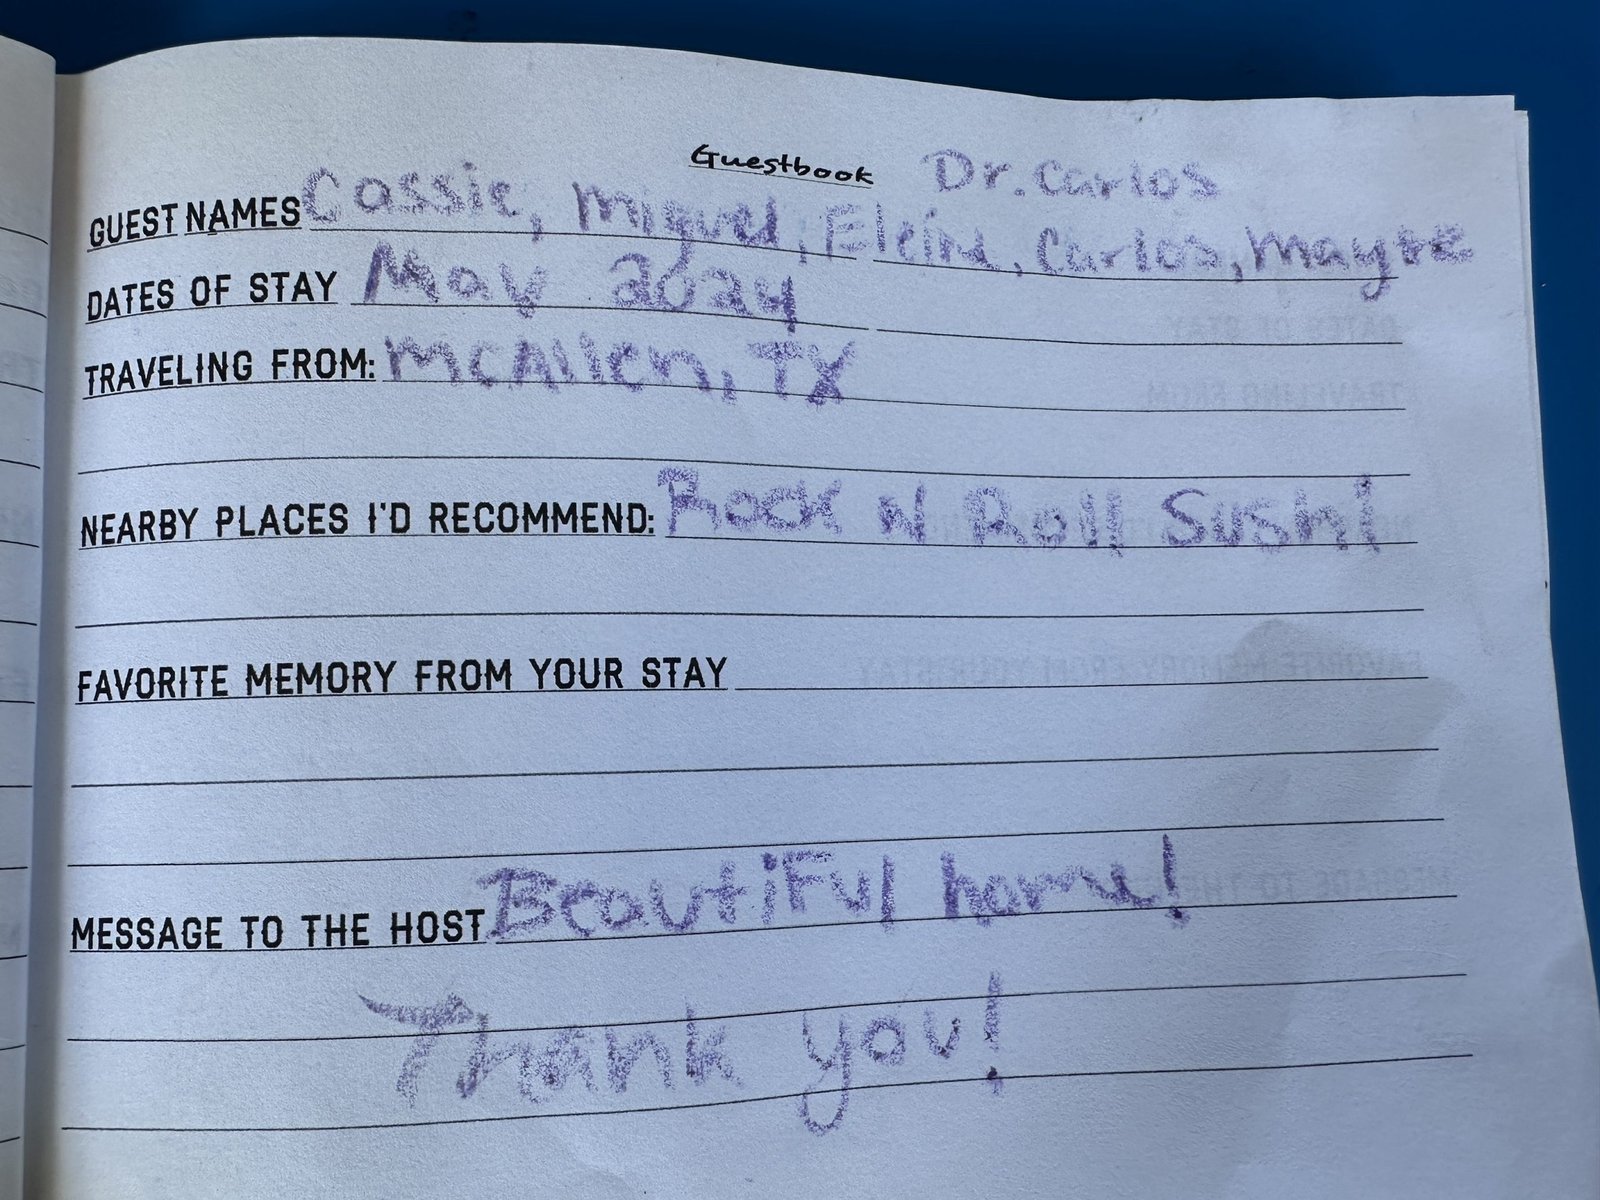 Guestbook Dr. Carlos
GUEST NAMES Cassie, Miguel, Elcine, Carlos, Mayte
DATES OF STAY May 2024
TRAVELING FROM: McAllen, TX
NEARBY PLACES I'D RECOMMEND: Rock N Roll Sushi
FAVORITE MEMORY FROM YOUR STAY
MESSAGE TO THE HOST Beautiful home!
Thank you!